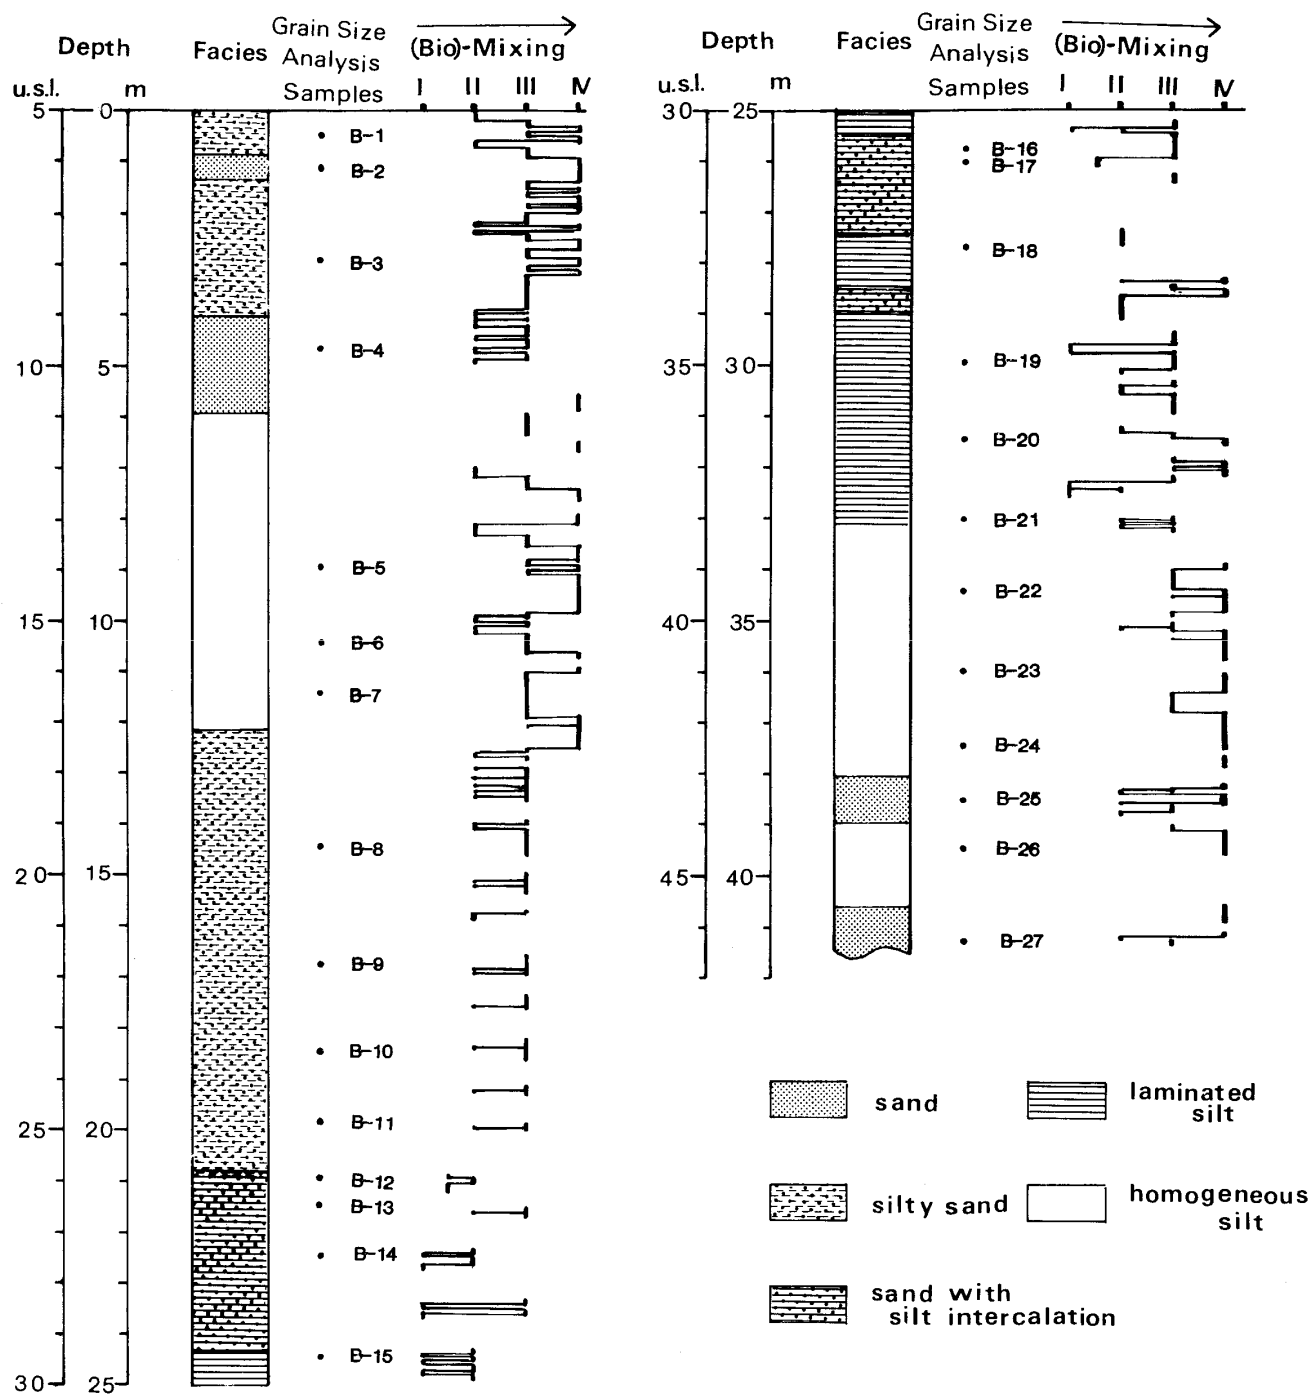 Depth
Facies
Grain Size
Analysis
Samples
(Bio)-Mixing
u.s.l.
m
I II III IV
5 0
B-1
B-2
B-3
B-4
10 5
B-5
15 10
B-6
B-7
B-8
20 15
B-9
B-10
B-11
25 20
B-12
B-13
B-14
B-15
30 25
Depth
Facies
Grain Size
Analysis
Samples
(Bio)-Mixing
u.s.l.
m
I II III IV
30 25
B-16
B-17
B-18
B-19
35 30
B-20
B-21
B-22
40 35
B-23
B-24
B-25
B-26
45 40
B-27
sand
laminated
silt
silty sand
homogeneous
silt
sand with
silt intercalation